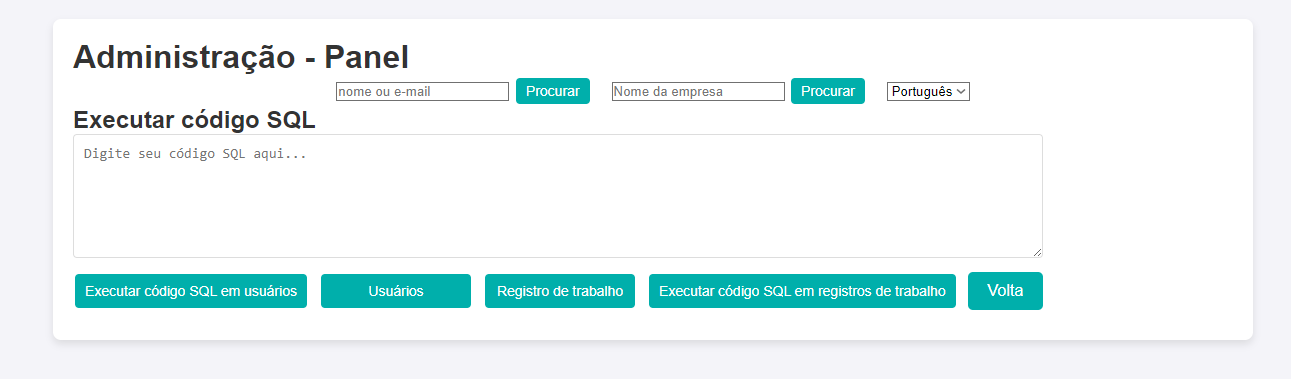 Administração - Panel
nome ou e-mail Procurar Nome da empresa Procurar Português
Executar código SQL
Digite seu código SQL aqui...
Executar código SQL em usuários Usuários Registro de trabalho Executar código SQL em registros de trabalho Volta